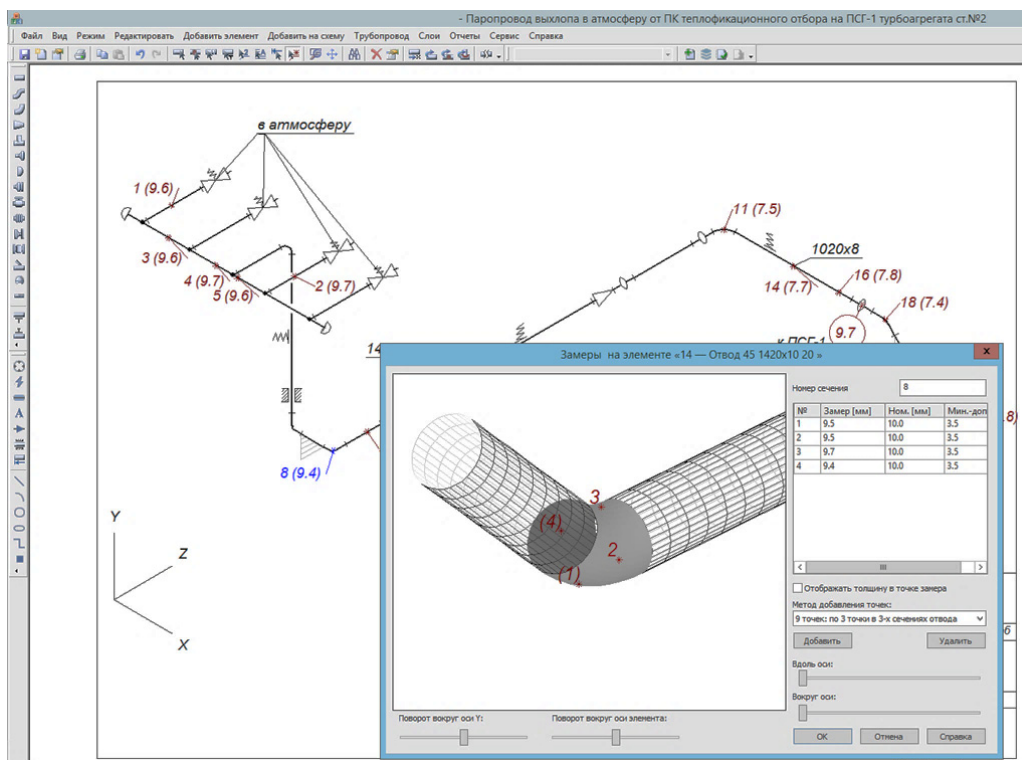 - Паропровод выхлопа в атмосферу от ПК теплофикационного отбора на ПСГ-1 турбоагрегата ст.№2
Файл Вид Режим Редактировать Добавить элемент Добавить на схему Трубопровод Слои Отчеты Сервис Справка
в атмосферу
1 (9.6)
3 (9.6)
4 (9.7)
5 (9.6)
2 (9.7)
11 (7.5)
1020x8
14 (7.7)
16 (7.8)
18 (7.4)
9.7
к ПСГ-1
14
8 (9.4)
.8)
Y
Z
X
Замеры на элементе «14 — Отвод 45 1420x10 20 »
x
3
(4)
2
(1)
Номер сечения 8
№ Замер [мм] Ном. [мм] Мин.-доп
1 9.5 10.0 3.5
2 9.5 10.0 3.5
3 9.7 10.0 3.5
4 9.4 10.0 3.5
Отображать толщину в точке замера
Метод добавления точек:
9 точек: по 3 точки в 3-х сечениях отвода
Добавить Удалить
Вдоль оси:
Вокруг оси:
Поворот вокруг оси Y: Поворот вокруг оси элемента:
ОК Отмена Справка